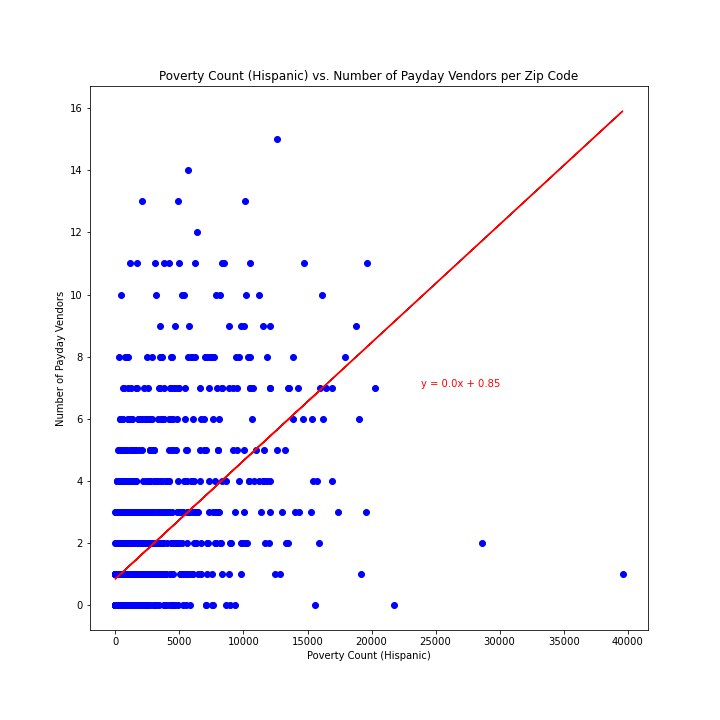 Poverty Count (Hispanic) vs. Number of Payday Vendors per Zip Code
Number of Payday Vendors
16
14
12
10
8
6
4
2
0
y = 0.0x + 0.85
0 5000 10000 15000 20000 25000 30000 35000 40000
Poverty Count (Hispanic)